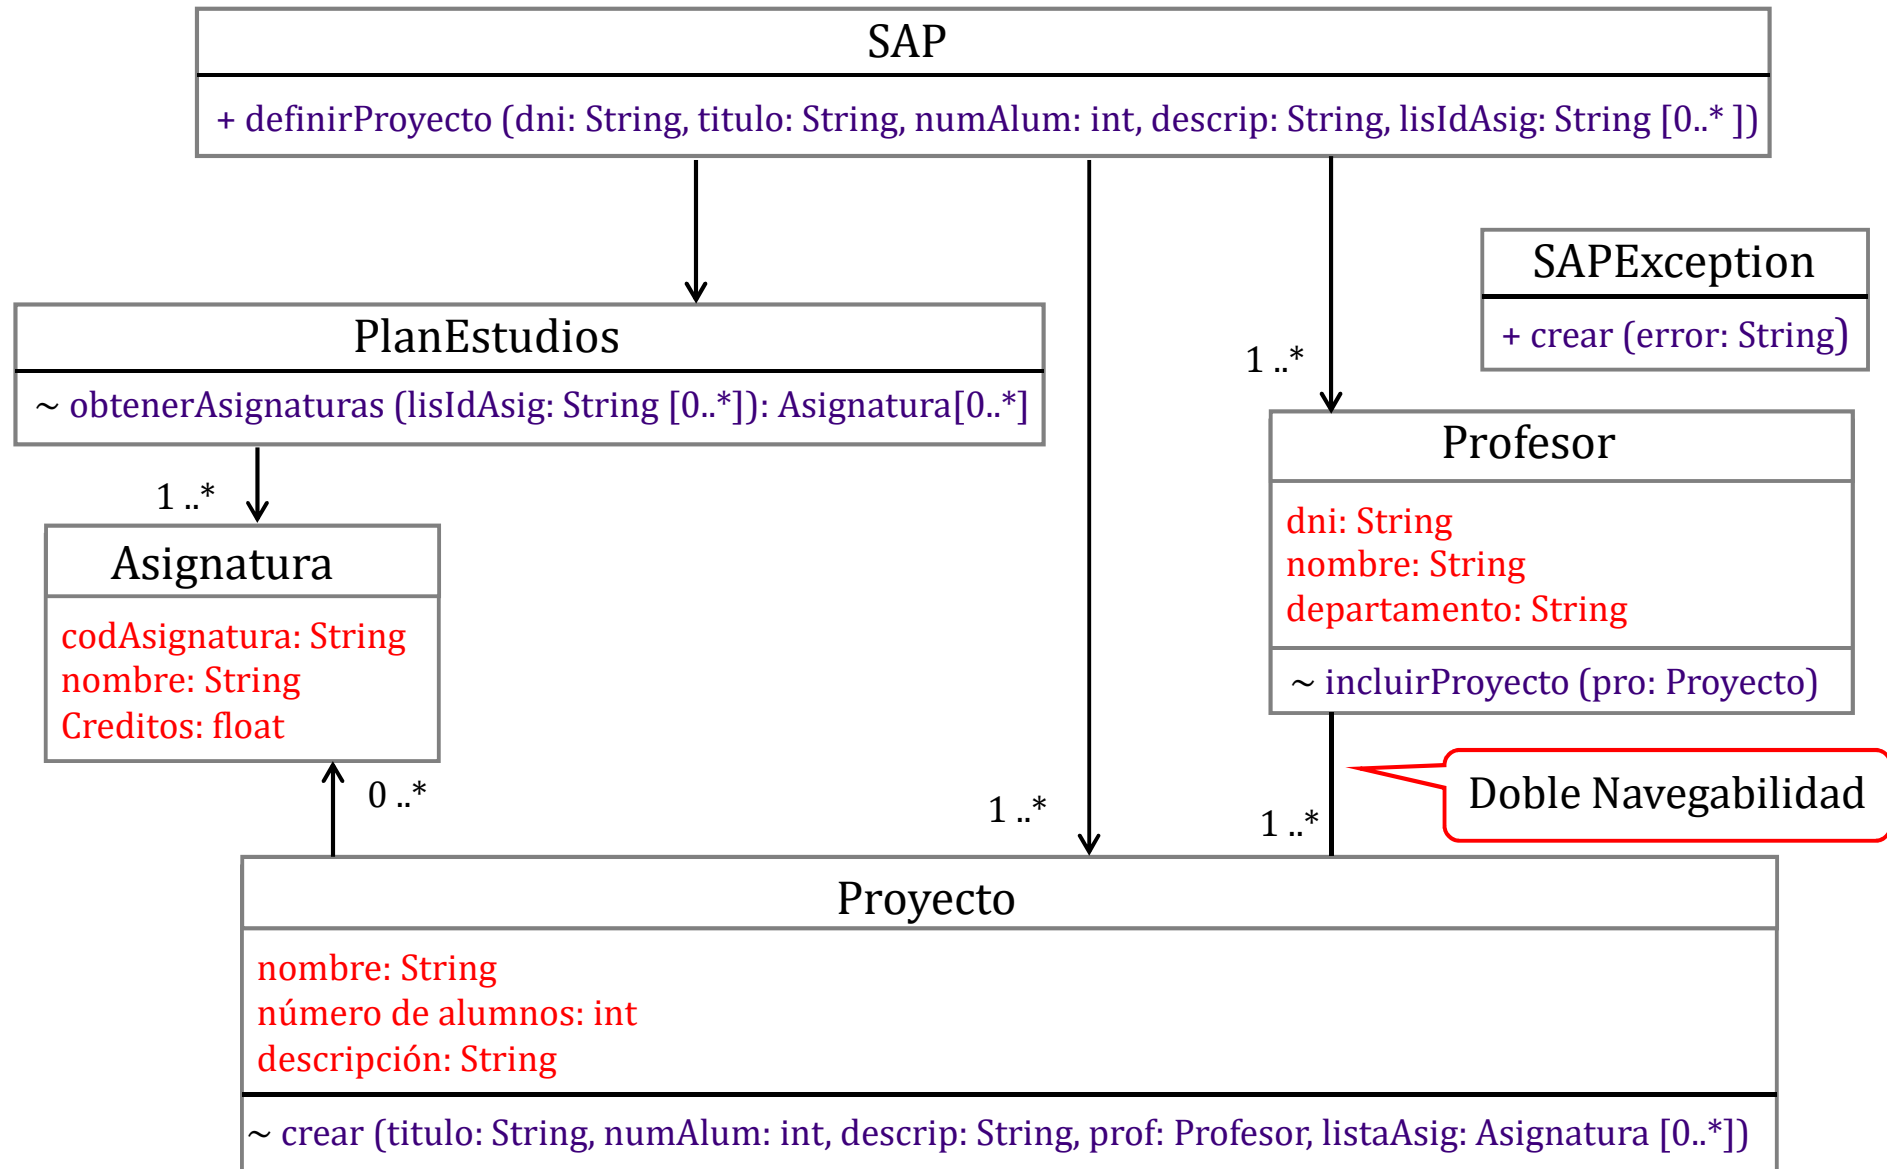 SAP
+ definirProyecto (dni: String, titulo: String, numAlum: int, descrip: String, lisIdAsig: String [0..* ])
SAPException
+ crear (error: String)
PlanEstudios
~ obtenerAsignaturas (lisIdAsig: String [0..*]): Asignatura[0..*]
1 ..*
Profesor
dni: String
nombre: String
departamento: String
~ incluirProyecto (pro: Proyecto)
1 ..*
Asignatura
codAsignatura: String
nombre: String
Creditos: float
0 ..*
1 ..*
1 ..*
Doble Navegabilidad
Proyecto
nombre: String
número de alumnos: int
descripción: String
~ crear (titulo: String, numAlum: int, descrip: String, prof: Profesor, listaAsig: Asignatura [0..*])